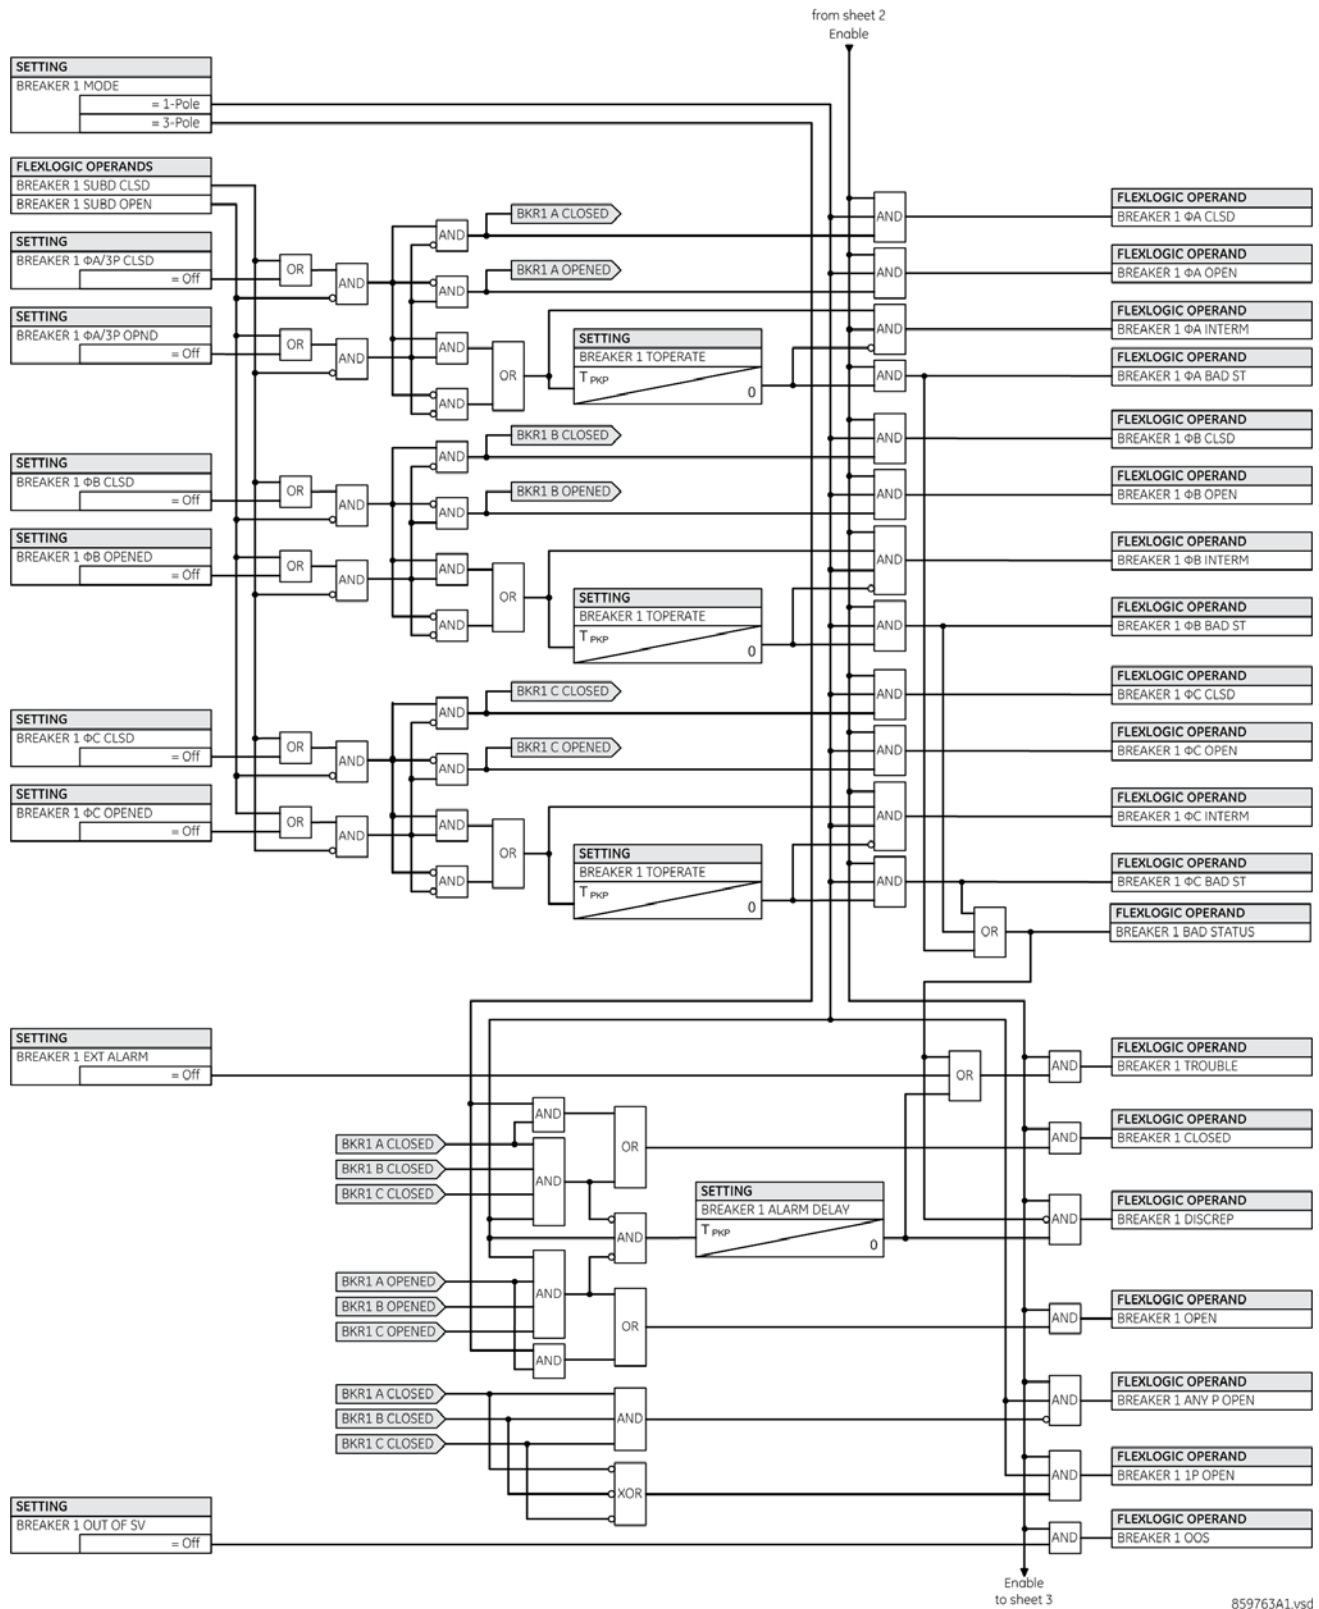 from sheet 2
Enable
SETTING
BREAKER 1 MODE
= 1-Pole
= 3-Pole
FLEXLOGIC OPERANDS
BREAKER 1 SUBD CLSD
BREAKER 1 SUBD OPEN
SETTING
BREAKER 1 ΦA/3P CLSD
= Off
SETTING
BREAKER 1 ΦA/3P OPND
= Off
SETTING
BREAKER 1 ΦB CLSD
= Off
SETTING
BREAKER 1 ΦB OPENED
= Off
SETTING
BREAKER 1 ΦC CLSD
= Off
SETTING
BREAKER 1 ΦC OPENED
= Off
SETTING
BREAKER 1 EXT ALARM
= Off
SETTING
BREAKER 1 OUT OF SV
= Off
OR
AND
OR
AND
AND
AND
AND
AND
OR
BKR1 A CLOSED
BKR1 A OPENED
SETTING
BREAKER 1 TOPERATE
T PKP
0
OR
AND
OR
AND
AND
AND
AND
AND
OR
BKR1 B CLOSED
BKR1 B OPENED
SETTING
BREAKER 1 TOPERATE
T PKP
0
OR
AND
OR
AND
AND
AND
AND
AND
OR
BKR1 C CLOSED
BKR1 C OPENED
SETTING
BREAKER 1 TOPERATE
T PKP
0
AND
AND
AND
AND
AND
AND
AND
AND
AND
AND
AND
AND
OR
FLEXLOGIC OPERAND
BREAKER 1 ΦA CLSD
FLEXLOGIC OPERAND
BREAKER 1 ΦA OPEN
FLEXLOGIC OPERAND
BREAKER 1 ΦA INTERM
FLEXLOGIC OPERAND
BREAKER 1 ΦA BAD ST
FLEXLOGIC OPERAND
BREAKER 1 ΦB CLSD
FLEXLOGIC OPERAND
BREAKER 1 ΦB OPEN
FLEXLOGIC OPERAND
BREAKER 1 ΦB INTERM
FLEXLOGIC OPERAND
BREAKER 1 ΦB BAD ST
FLEXLOGIC OPERAND
BREAKER 1 ΦC CLSD
FLEXLOGIC OPERAND
BREAKER 1 ΦC OPEN
FLEXLOGIC OPERAND
BREAKER 1 ΦC INTERM
FLEXLOGIC OPERAND
BREAKER 1 ΦC BAD ST
FLEXLOGIC OPERAND
BREAKER 1 BAD STATUS
BKR1 A CLOSED
BKR1 B CLOSED
BKR1 C CLOSED
BKR1 A OPENED
BKR1 B OPENED
BKR1 C OPENED
BKR1 A CLOSED
BKR1 B CLOSED
BKR1 C CLOSED
AND
AND
AND
AND
OR
AND
OR
AND
XOR
SETTING
BREAKER 1 ALARM DELAY
T PKP
0
OR
AND
AND
AND
AND
AND
AND
AND
FLEXLOGIC OPERAND
BREAKER 1 TROUBLE
FLEXLOGIC OPERAND
BREAKER 1 CLOSED
FLEXLOGIC OPERAND
BREAKER 1 DISCREP
FLEXLOGIC OPERAND
BREAKER 1 OPEN
FLEXLOGIC OPERAND
BREAKER 1 ANY P OPEN
FLEXLOGIC OPERAND
BREAKER 1 1P OPEN
FLEXLOGIC OPERAND
BREAKER 1 OOS
Enable
to sheet 3
859763A1.vsd